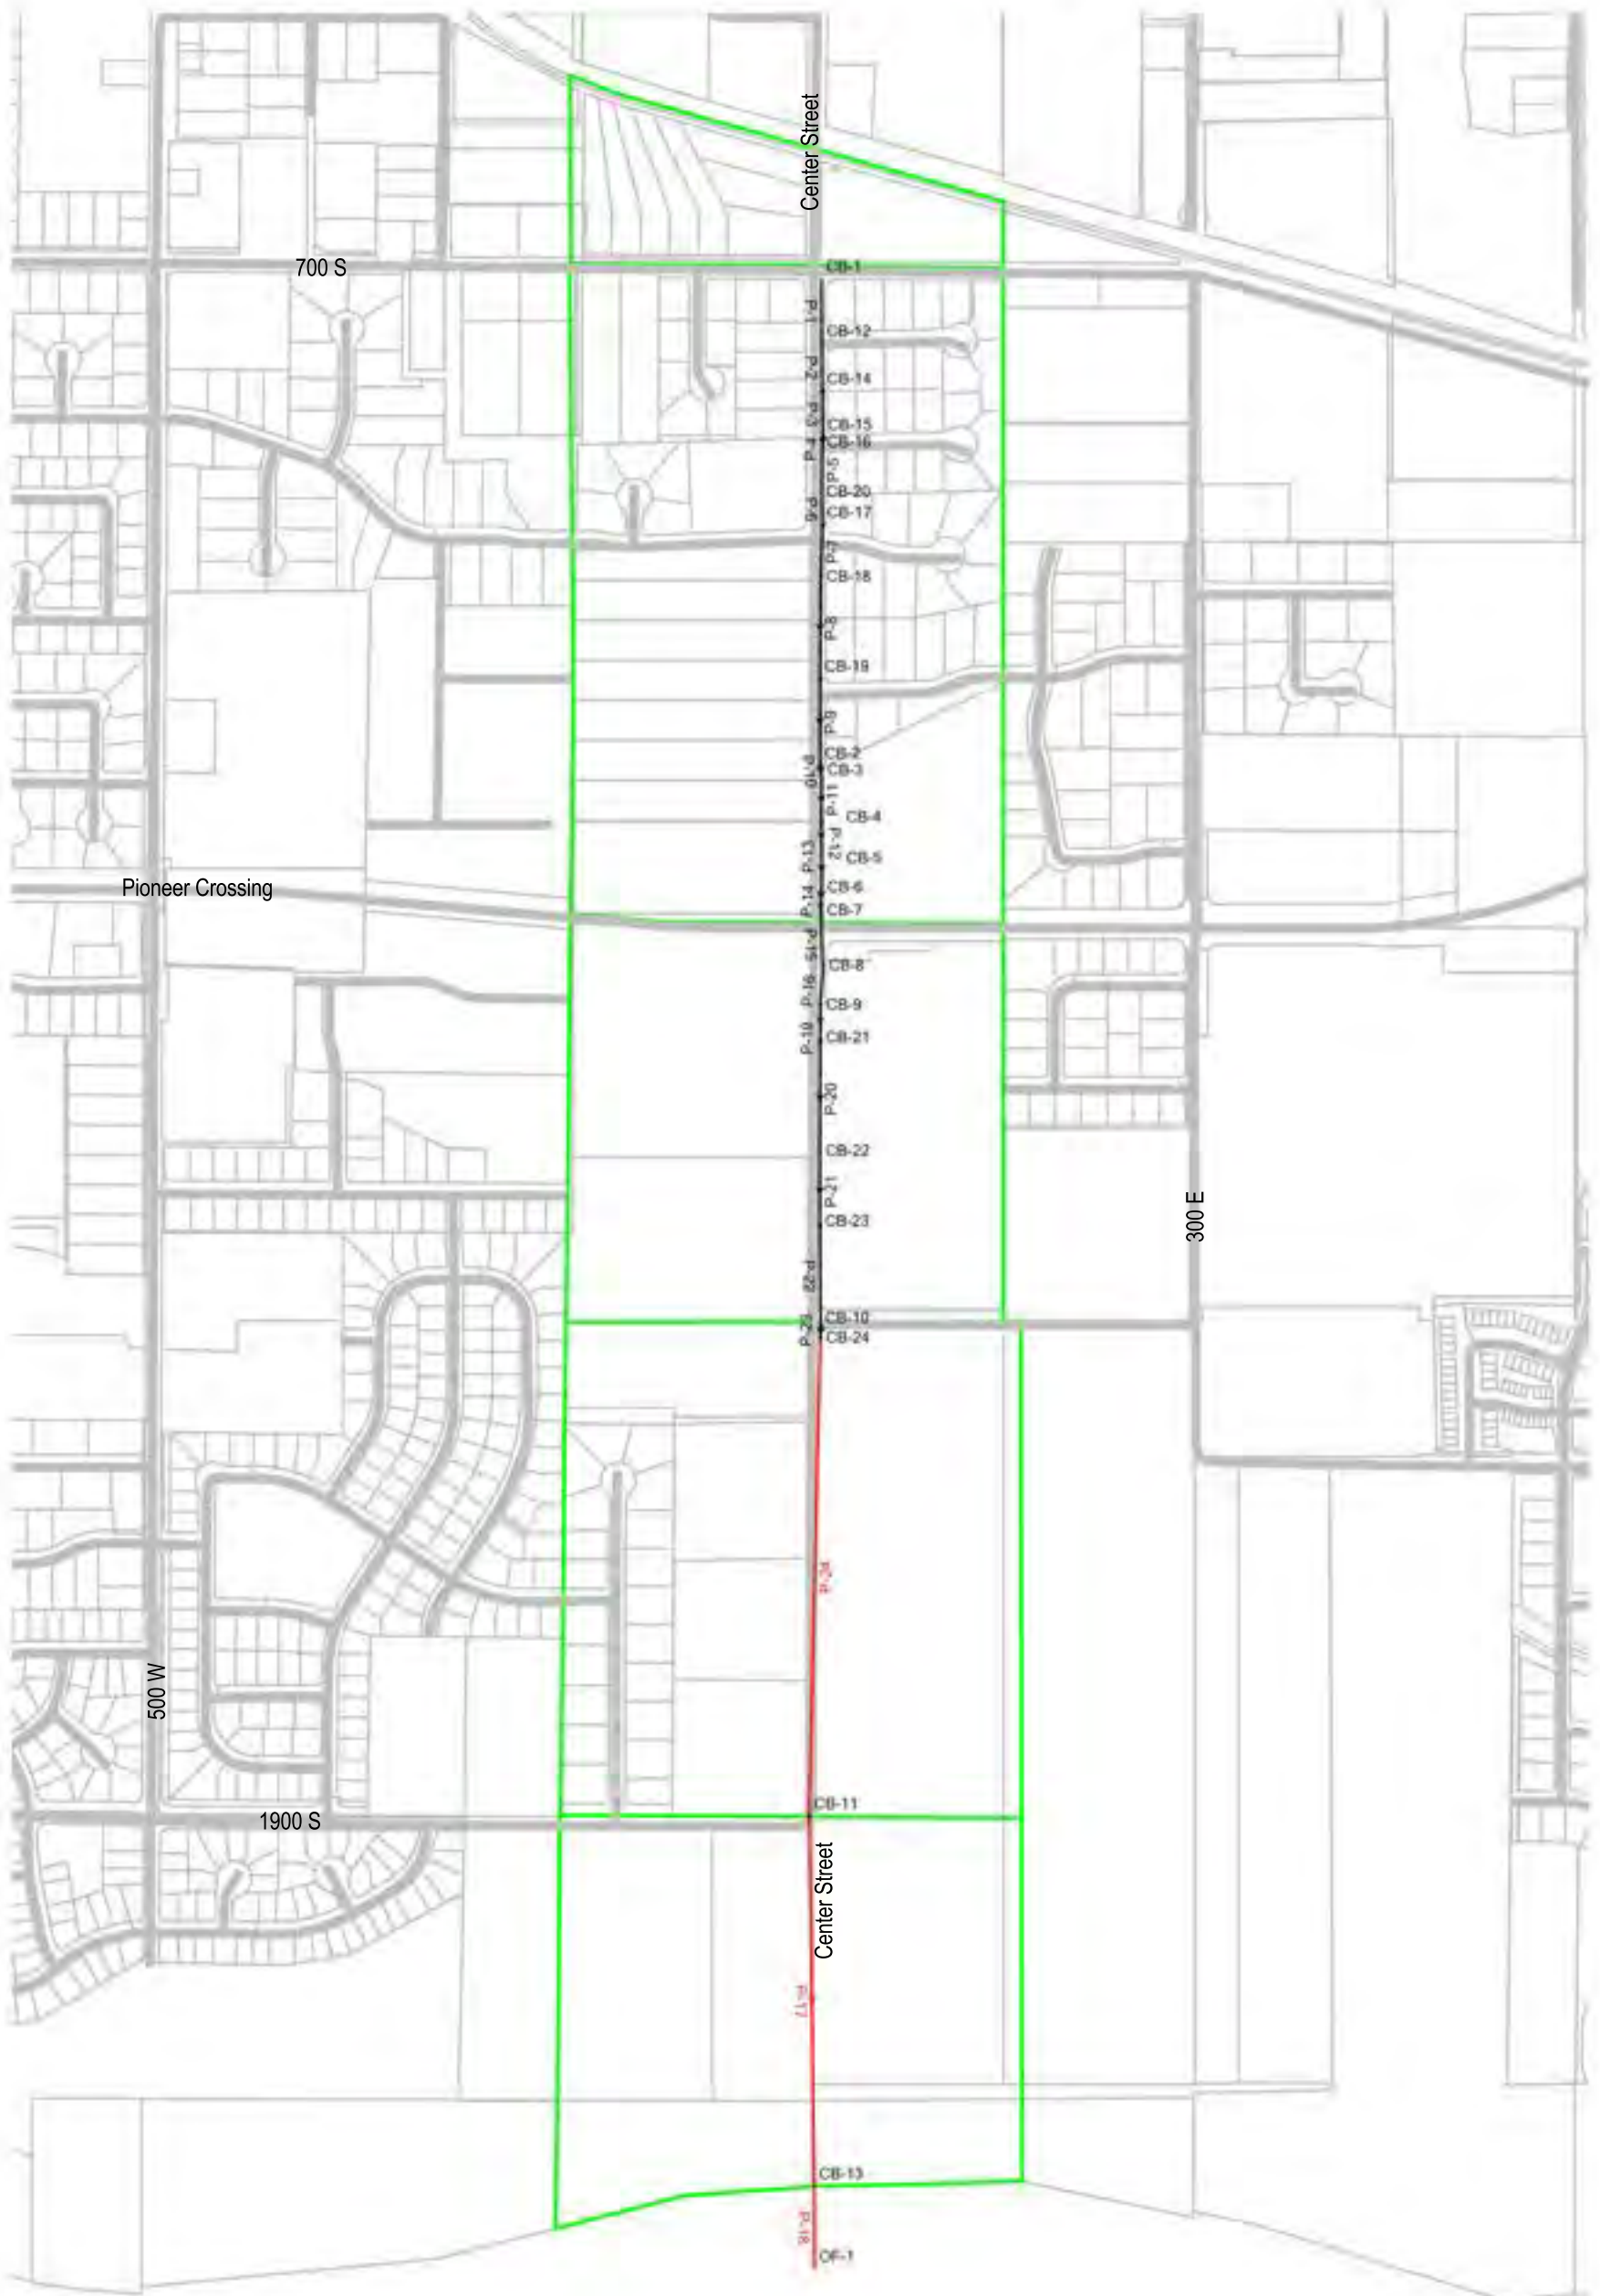 Center Street
700 S
CB-1
P-1
CB-12
P-2
CB-14
P-3
CB-15
P-4
CB-16
P-5
CB-20
P-6
CB-17
P-7
CB-18
P-8
CB-19
P-9
CB-2
P-10
CB-3
P-11
CB-4
P-12
P-13
CB-5
Pioneer Crossing
P-14
CB-6
CB-7
P-15
CB-8
P-16
CB-9
P-19
CB-21
P-20
CB-22
P-21
300 E
CB-23
P-22
CB-10
P-23
CB-24
P-24
500 W
CB-11
1900 S
Center Street
P-17
CB-13
P-18
OF-1